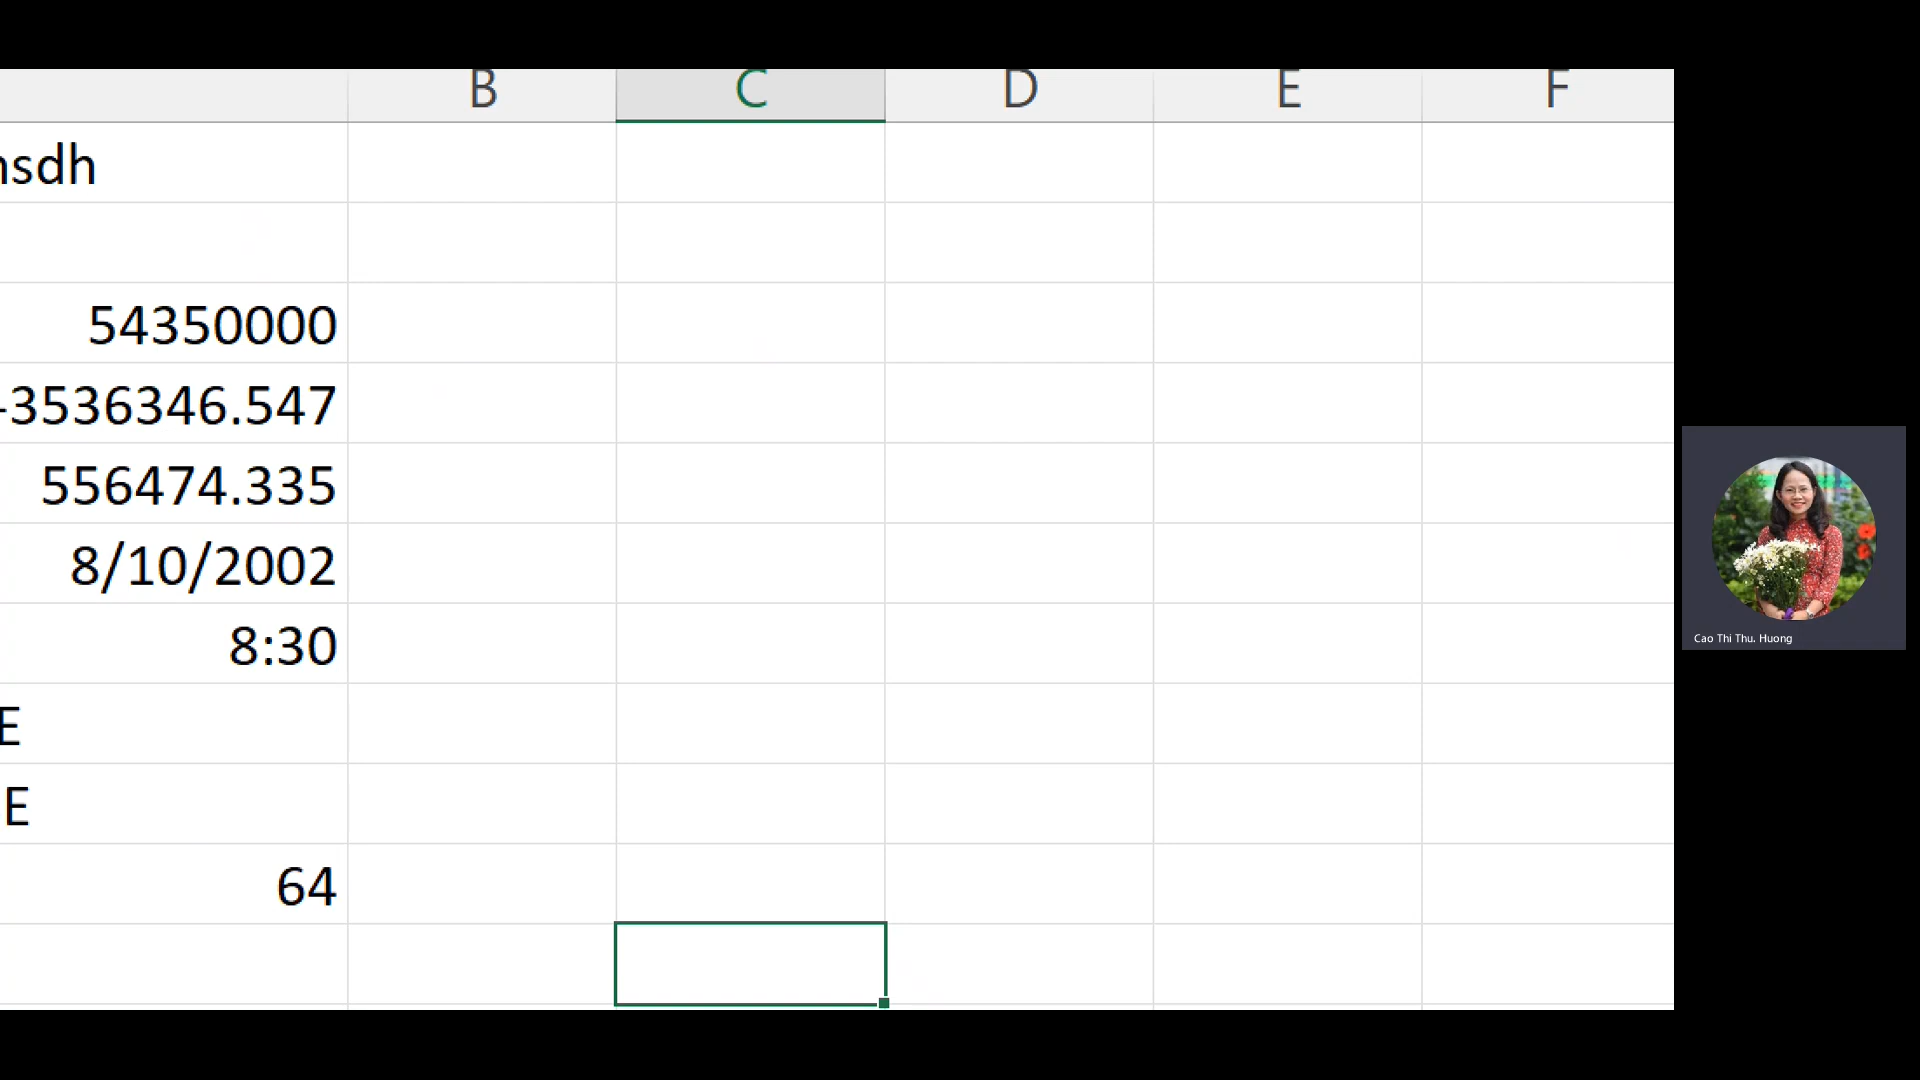 B C D E F
nsdh
54350000
-3536346.547
556474.335
8/10/2002
8:30
E
E
64
Cao Thi Thu. Huong